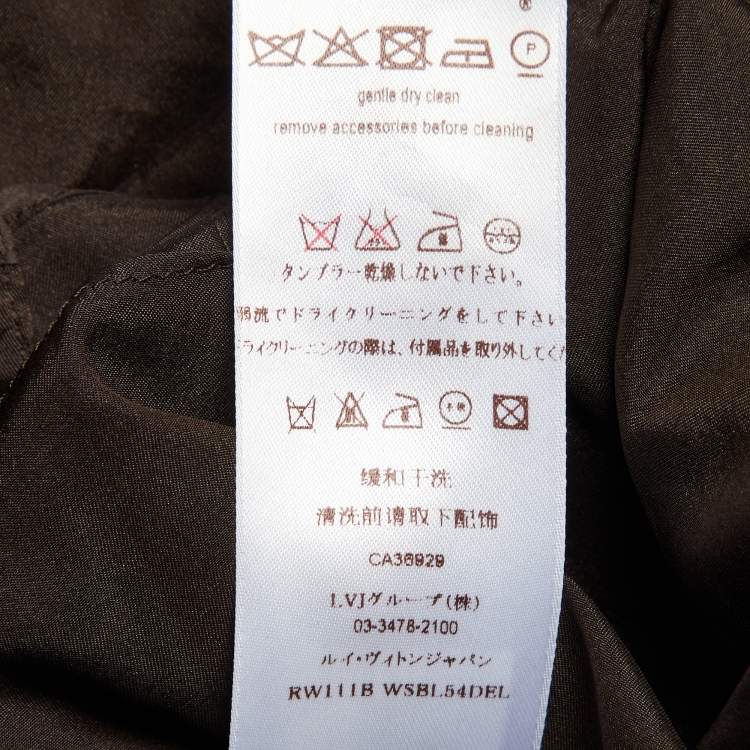 P
gentle dry clean
remove accessories before cleaning
タンブラー乾燥しないで下さい。
弱流でドライクリーニングをして下さい
ドライクリーニングの際は、付属品を取り外してくだ
缓和干洗
清洗前请取下配饰
CA36929
LVJグループ(株)
03-3478-2100
ルイ・ヴィトンジャパン
RW111B WSBL54DEL